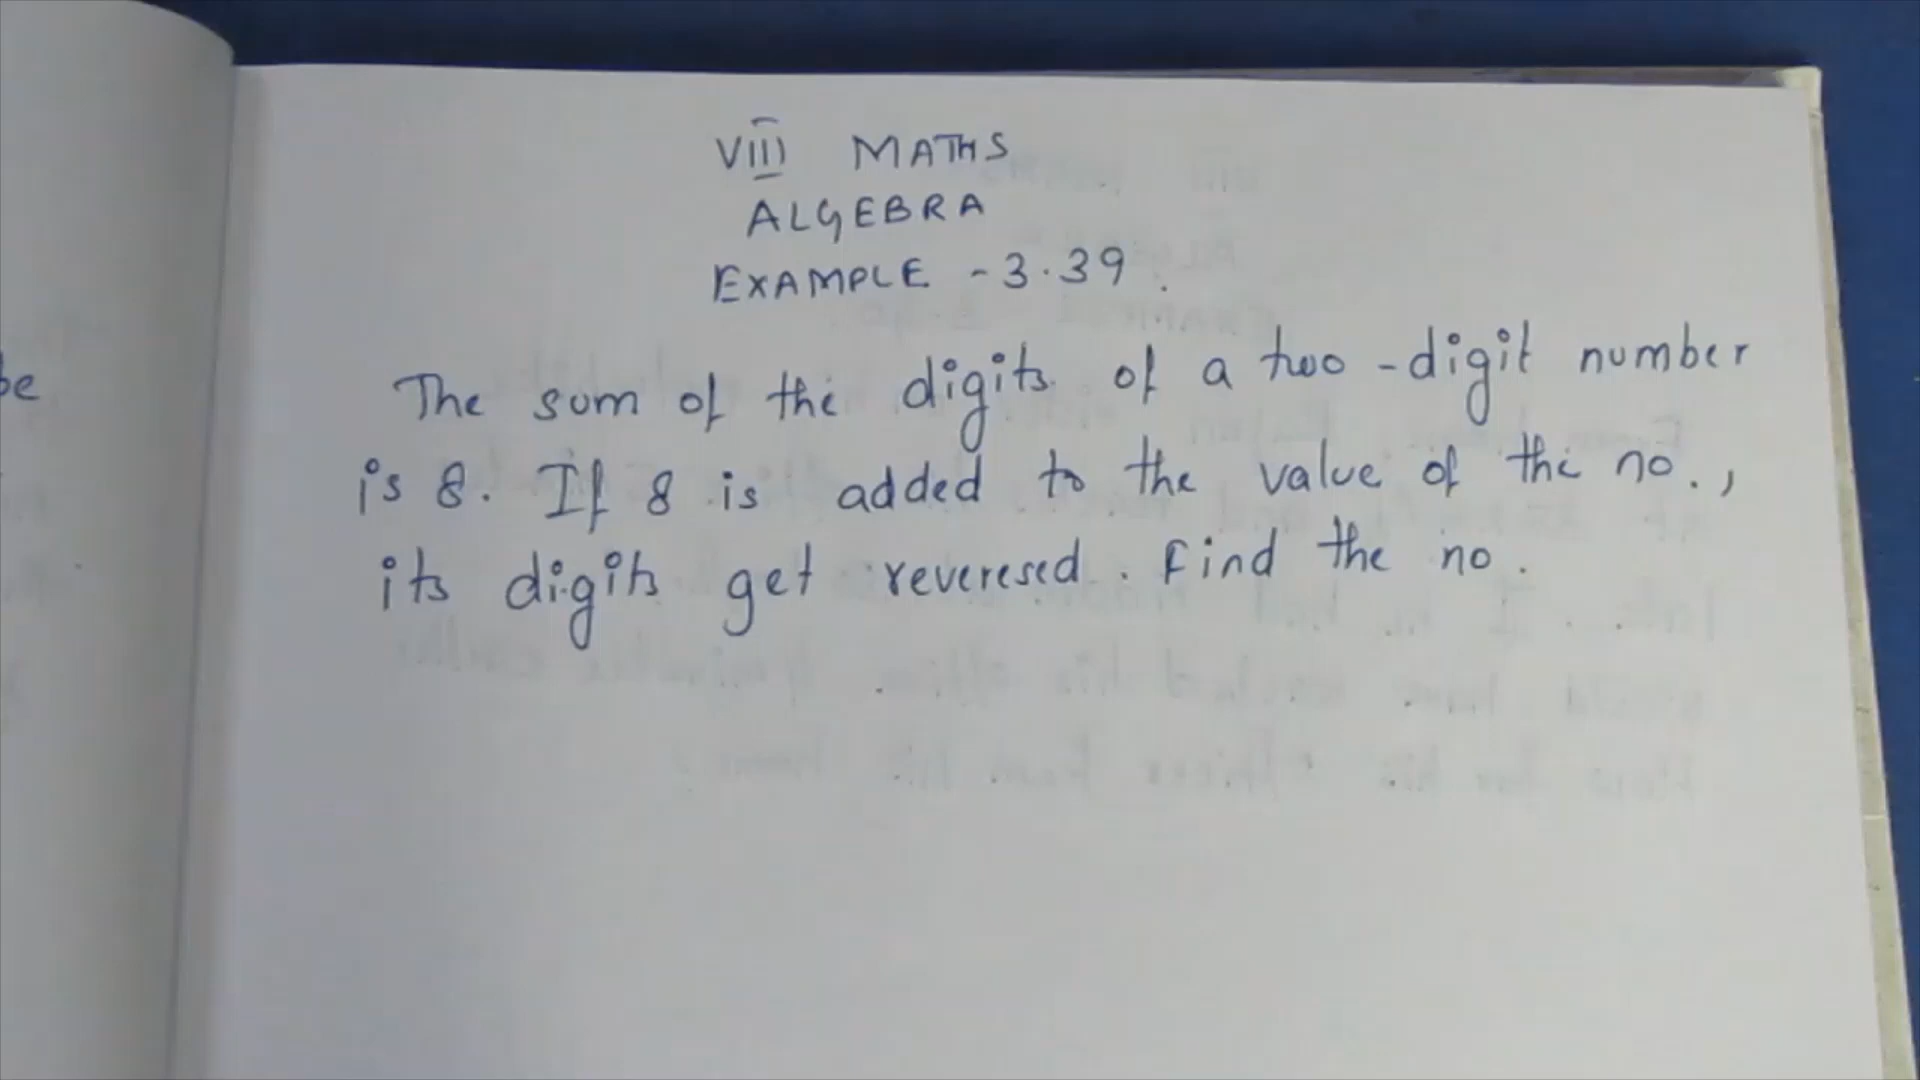 VIII MATHS
ALGEBRA
EXAMPLE - 3.39.
The sum of the digits of a two-digit number
is 8. If 8 is added to the value of the no.,
its digits get reveresed. Find the no.
be